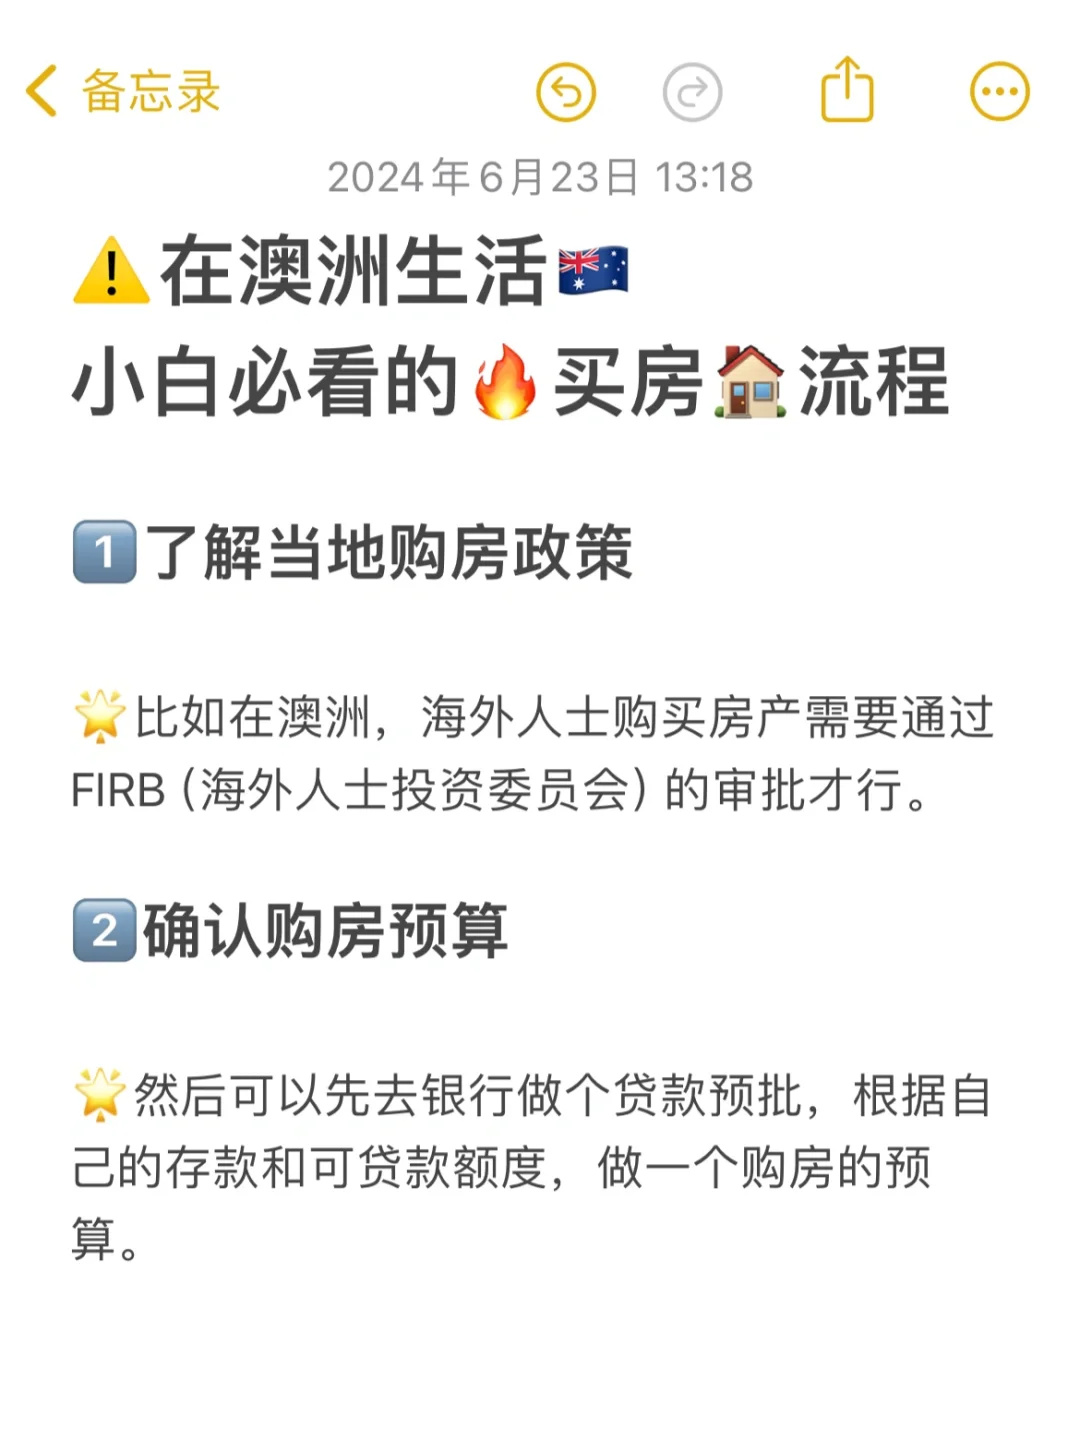 备忘录
2024年6月23日 13:18
⚠️在澳洲生活🇦🇺
小白必看的🔥买房🏠流程
1️⃣了解当地购房政策
🌟比如在澳洲，海外人士购买房产需要通过
FIRB（海外人士投资委员会）的审批才行。
2️⃣确认购房预算
🌟然后可以先去银行做个贷款预批，根据自
己的存款和可贷款额度，做一个购房的预
算。